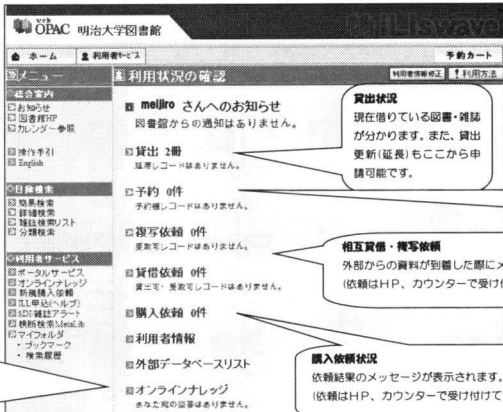 うぇぶ
OPAC 明治大学図書館
iLiswave
ホーム
利用者サービス
予約カート
メニュー
利用状況の確認
利用者情報修正
！利用方法
総合案内
お知らせ
図書館HP
カレンダー参照
操作手引
English
目録検索
簡易検索
詳細検索
雑誌検索リスト
分類検索
利用者サービス
ポータルサービス
オンラインナレッジ
新規購入依頼
ILL申込(ヘルプ)
SDI・雑誌アラート
横断検索MetaLib
マイフォルダ
・ブックマーク
・検索履歴
meijiro さんへのお知らせ
図書館からの通知はありません。
貸出 2冊
延滞レコードはありません。
予約 0件
予約棚レコードはありません。
複写依頼 0件
受取可レコードはありません。
貸借依頼 0件
貸出可・受取可レコードはありません。
購入依頼 0件
利用者情報
外部データベースリスト
オンラインナレッジ
あなた宛の回答はありません。
貸出状況
現在借りている図書・雑誌
が分かります。また、貸出
更新(延長)もここから申
請可能です。
相互貸借・複写依頼
外部からの資料が到着した際にメ
(依頼はＨＰ、カウンターで受け付
購入依頼状況
依頼結果のメッセージが表示されます。
(依頼はＨＰ、カウンターで受け付けて